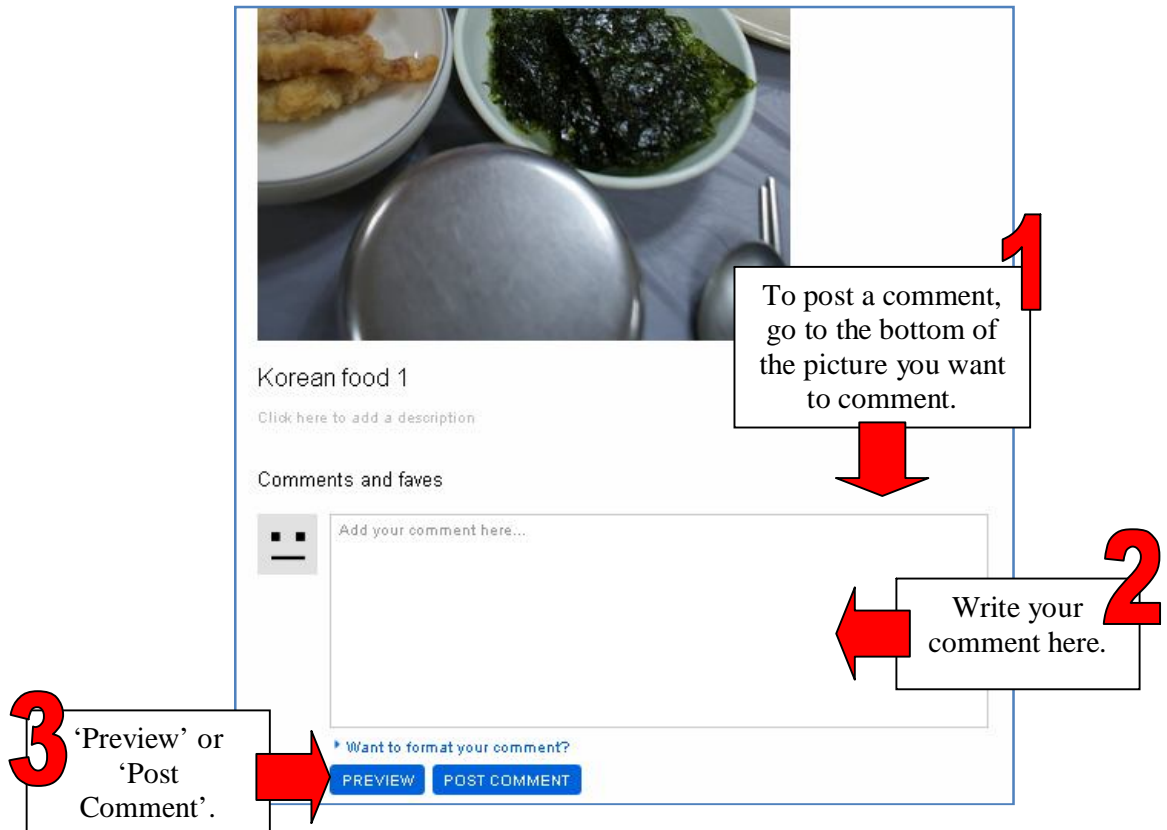 1
To post a comment,
go to the bottom of
the picture you want
to comment.
Korean food 1
Click here to add a description
Comments and faves
Add your comment here...
2
Write your
comment here.
3
‘Preview’ or
‘Post
Comment’.
Want to format your comment?
PREVIEW POST COMMENT